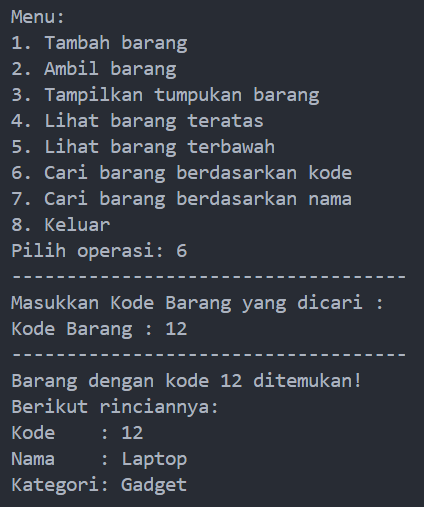 Menu:
1. Tambah barang
2. Ambil barang
3. Tampilkan tumpukan barang
4. Lihat barang teratas
5. Lihat barang terbawah
6. Cari barang berdasarkan kode
7. Cari barang berdasarkan nama
8. Keluar
Pilih operasi: 6
------------------------------------
Masukkan Kode Barang yang dicari :
Kode Barang : 12
------------------------------------
Barang dengan kode 12 ditemukan!
Berikut rinciannya:
Kode    : 12
Nama    : Laptop
Kategori: Gadget